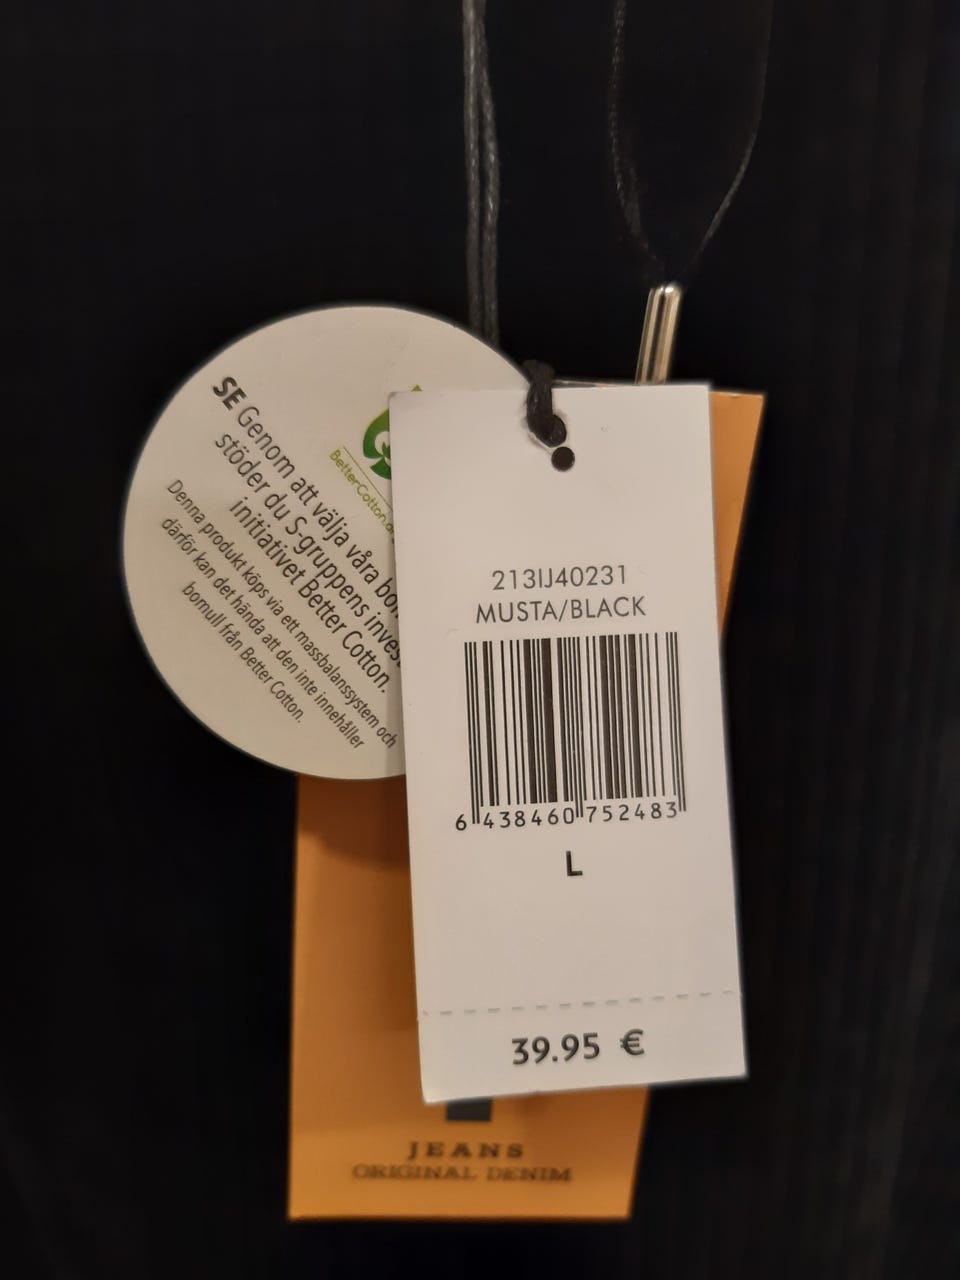 SE Genom att välja våra
stöder du S-gruppens
initiativet Better Cotton.
Denna produkt köps via ett massbalanssystem och
därför kan det hända att den inte innehåller
bomull från Better Cotton.
213IJ40231
MUSTA/BLACK
6 438460 752483
L
39.95 €
JEANS
ORIGINAL DENIM